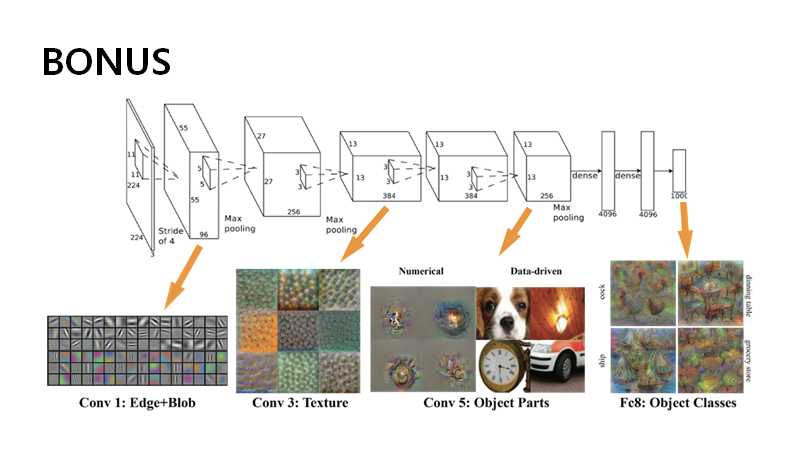 BONUS
55
27
13
13
13
11
5
3
3
3
11
5
27
3
13
3
13
3
13
224
55
dense
dense
384
384
256
1000
256
Max
pooling
4096
4096
224
Stride
of 4
96
Max
pooling
Max
pooling
3
Numerical
Data-driven
cock
dinning table
ship
grocery store
Conv 1: Edge+Blob
Conv 3: Texture
Conv 5: Object Parts
Fc8: Object Classes